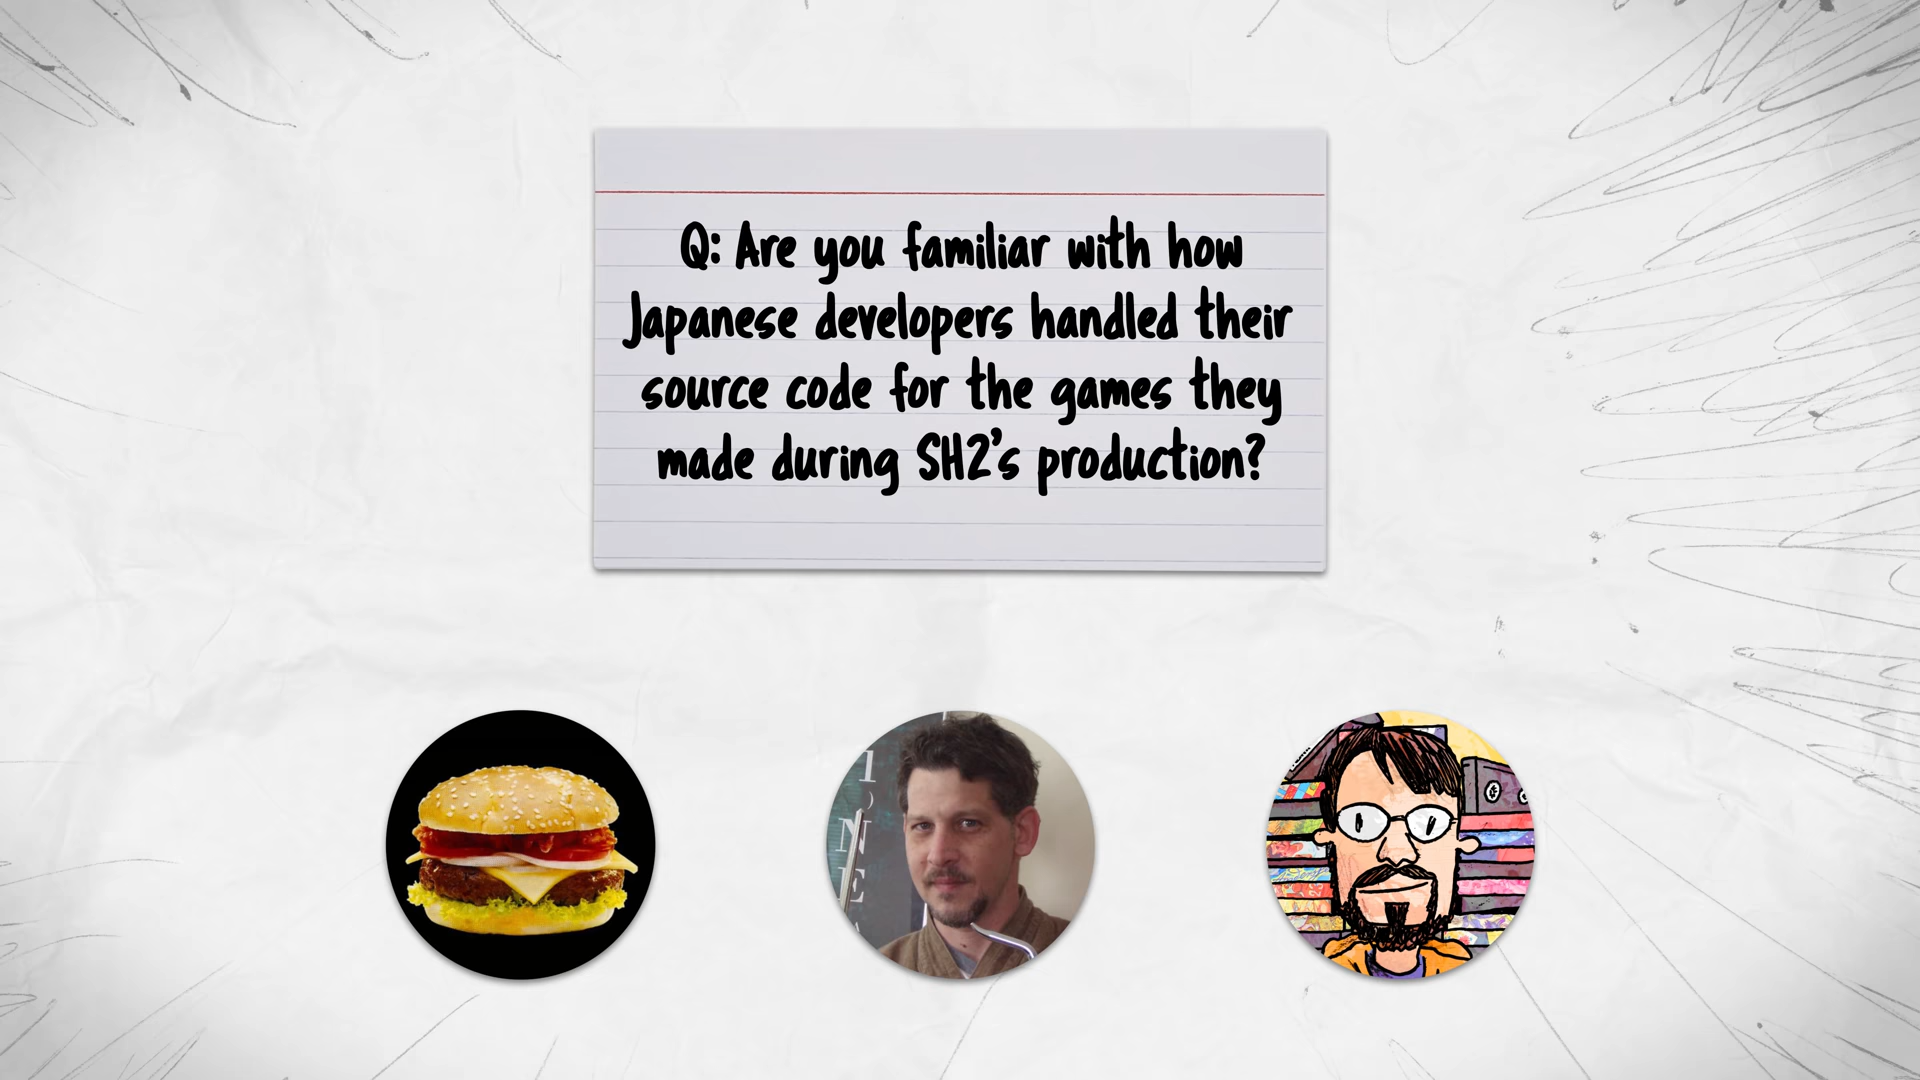 Q: Are you familiar with how
Japanese developers handled their
source code for the games they
made during SH2's production?